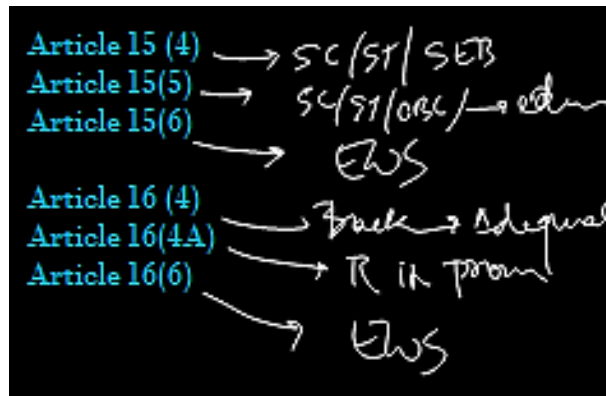 Article 15 (4) → SC/ST/ SEB
Article 15(5) → SC/ST/OBC/ → edu
Article 15(6) → EWS
Article 16 (4) → Back → Adequa
Article 16(4A) → R in prom
Article 16(6) → EWS